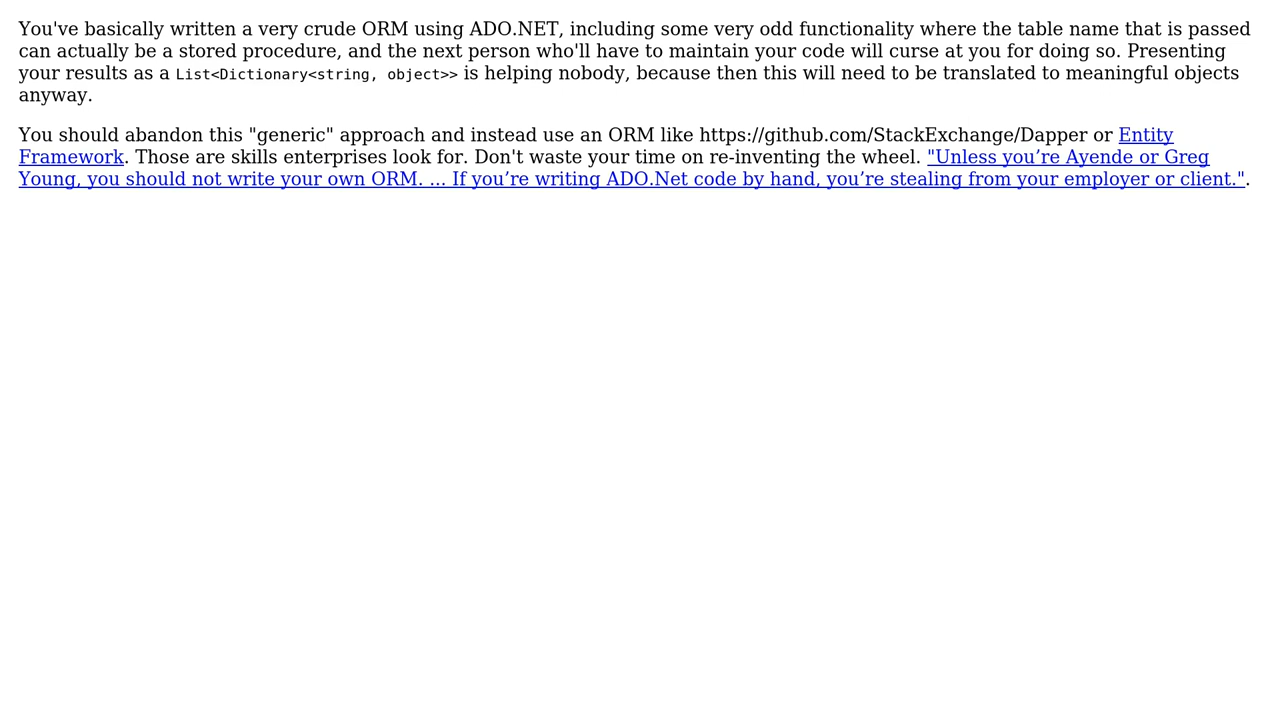 You've basically written a very crude ORM using ADO.NET, including some very odd functionality where the table name that is passed
can actually be a stored procedure, and the next person who'll have to maintain your code will curse at you for doing so. Presenting
your results as a List<Dictionary<string, object>> is helping nobody, because then this will need to be translated to meaningful objects
anyway.
You should abandon this "generic" approach and instead use an ORM like https://github.com/StackExchange/Dapper or Entity
Framework. Those are skills enterprises look for. Don't waste your time on re-inventing the wheel. "Unless you’re Ayende or Greg
Young, you should not write your own ORM. ... If you’re writing ADO.Net code by hand, you’re stealing from your employer or client.".